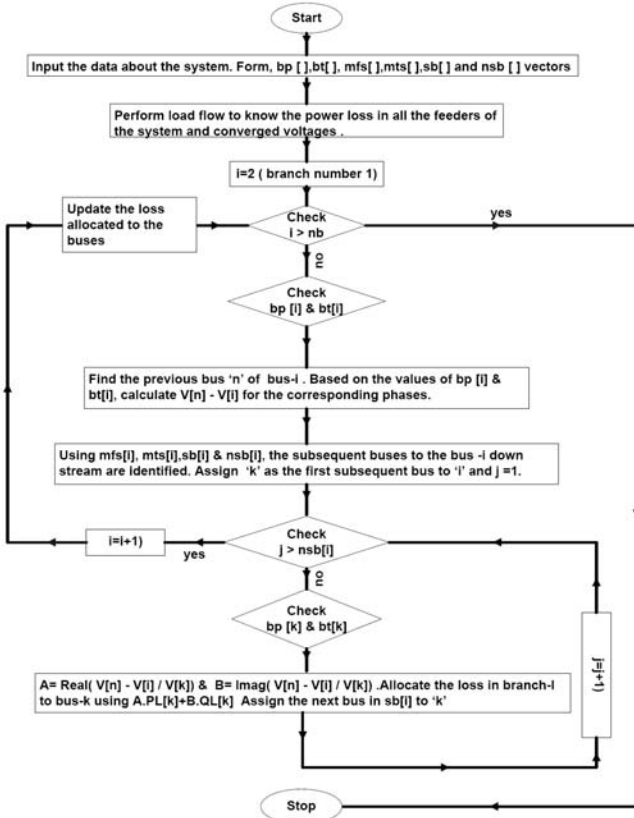 Start
Input the data about the system. Form, bp [ ],bt[ ], mfs[ ],mts[ ],sb[ ] and nsb [ ] vectors
Perform load flow to know the power loss in all the feeders of
the system and converged voltages .
i=2 ( branch number 1)
Update the loss
allocated to the
buses
Check
i > nb
yes
no
Check
bp [i] & bt[i]
Find the previous bus ‘n’ of bus-i . Based on the values of bp [i] &
bt[i], calculate V[n] - V[i] for the corresponding phases.
Using mfs[i], mts[i],sb[i] & nsb[i], the subsequent buses to the bus -i down
stream are identified. Assign ‘k’ as the first subsequent bus to ‘i’ and j =1.
Check
j > nsb[i]
i=i+1)
yes
no
Check
bp [k] & bt[k]
j=j+1)
A= Real( V[n] - V[i] / V[k]) & B= Imag( V[n] - V[i] / V[k]) .Allocate the loss in branch-I
to bus-k using A.PL[k]+B.QL[k] Assign the next bus in sb[i] to ‘k’
Stop